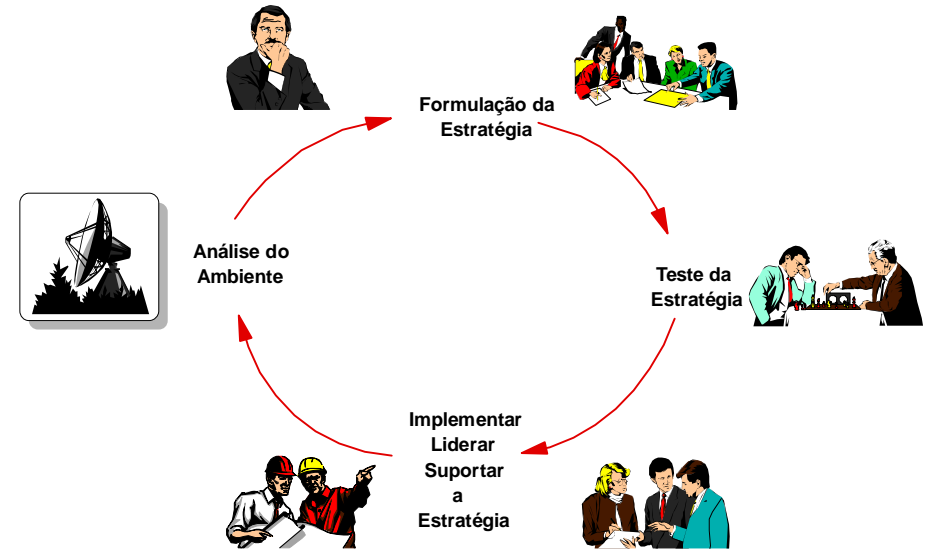 Formulação da
Estratégia
Análise do
Ambiente
Teste da
Estratégia
Implementar
Liderar
Suportar
a
Estratégia